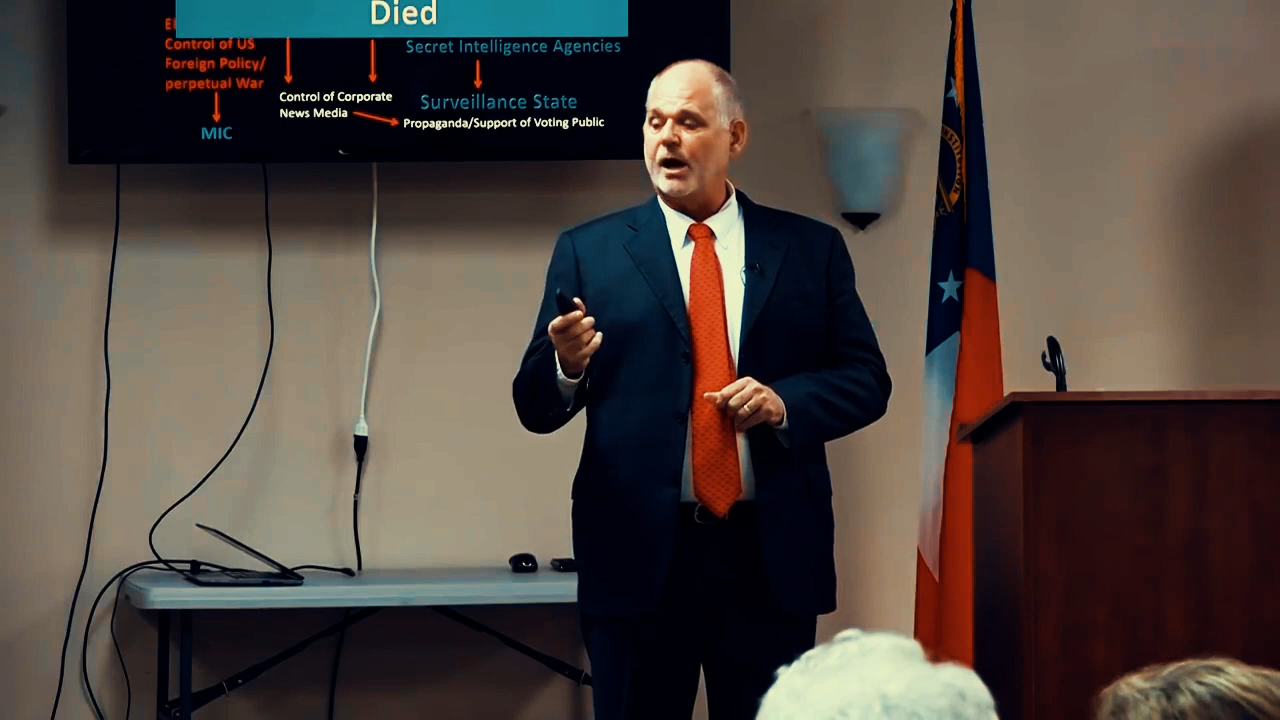 Died
Control of US
Foreign Policy/
perpetual War
MIC
Control of Corporate
News Media
Secret Intelligence Agencies
Surveillance State
Propaganda/Support of Voting Public